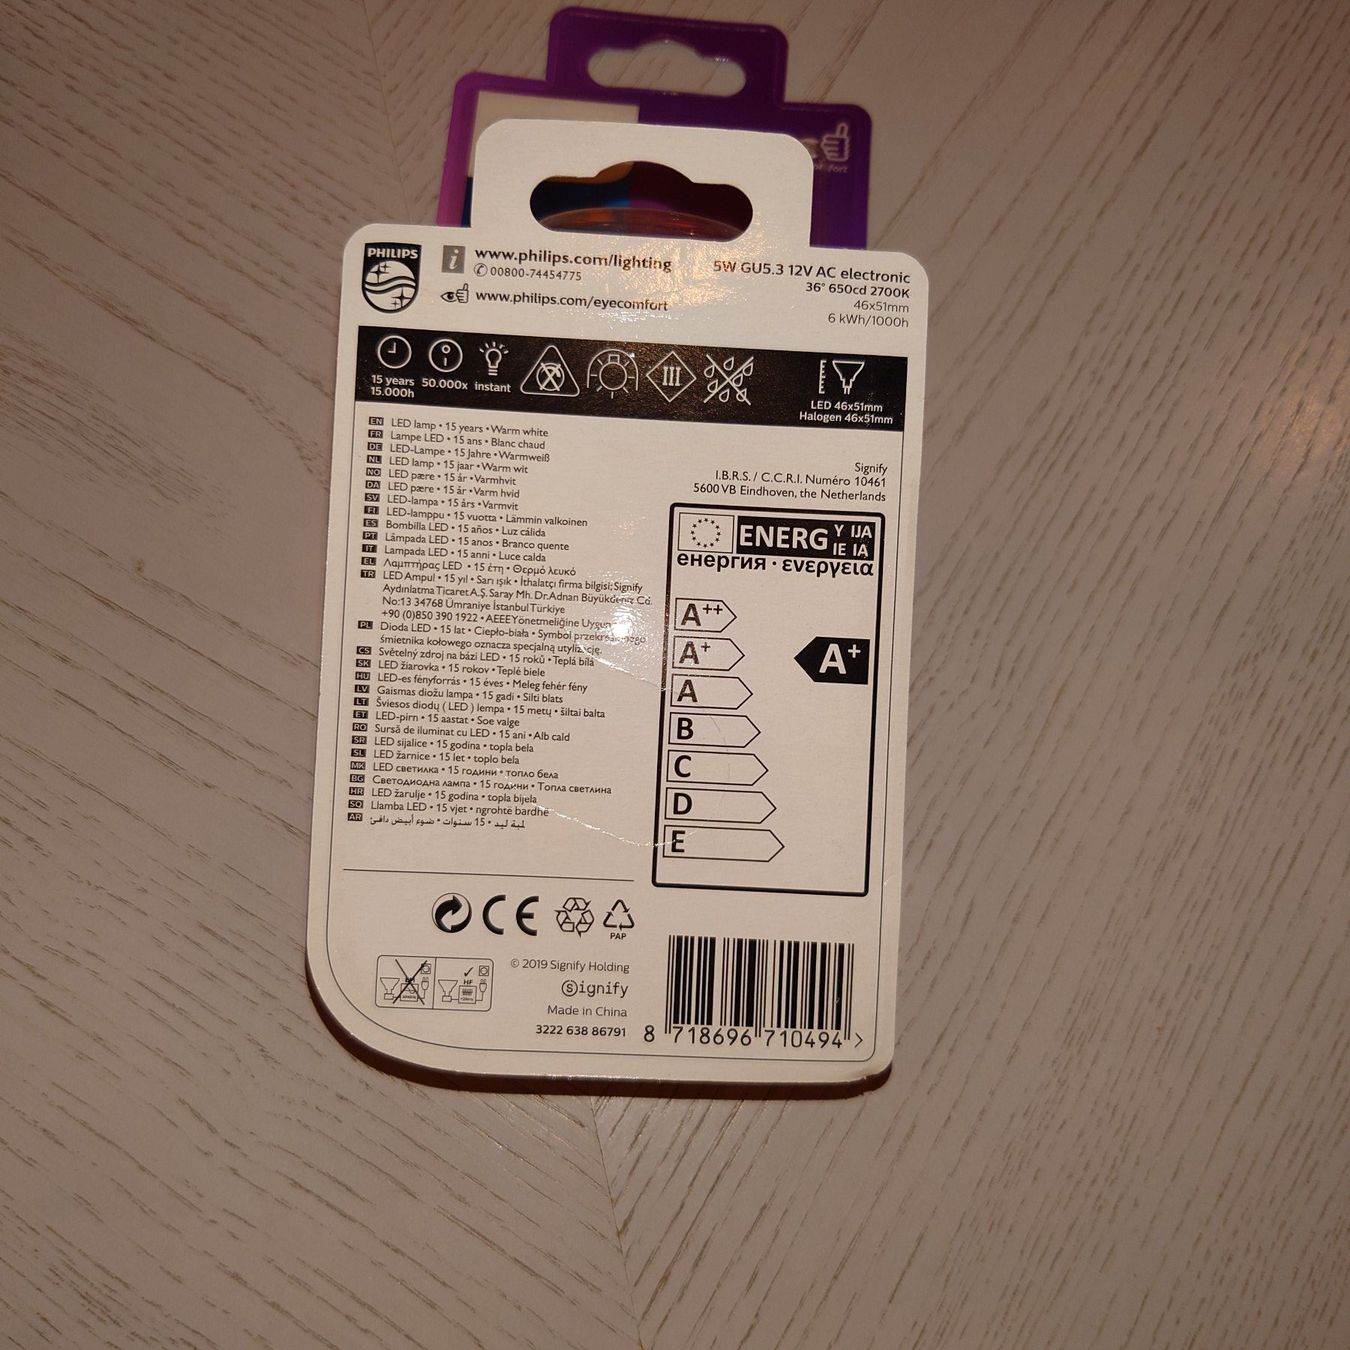 PHILIPS
i
www.philips.com/lighting
00800-74454775
www.philips.com/eyecomfort
5W GU5.3 12V AC electronic
36° 650cd 2700K
46x51mm
6 kWh/1000h
15 years
15.000h
50.000x
instant
III
LED 46x51mm
Halogen 46x51mm
EN LED lamp • 15 years • Warm white
FR Lampe LED • 15 ans • Blanc chaud
DE LED-Lampe • 15 Jahre • Warmweiß
NL LED lamp • 15 jaar • Warm wit
NO LED pære • 15 år • Varmhvit
DA LED pære • 15 år • Varm hvid
SV LED-lampa • 15 års • Varmvit
FI LED-lamppu • 15 vuotta • Lämmin valkoinen
ES Bombilla LED • 15 años • Luz cálida
PT Lâmpada LED • 15 anos • Branco quente
IT Lampada LED • 15 anni • Luce calda
EL Λαμπτήρας LED • 15 έτη • Θερμό λευκό
TR LED Ampul • 15 yıl • Sarı ışık • İthalatçı firma bilgisi; Signify
Aydınlatma Ticaret A.Ş. Saray Mh. Dr.Adnan Büyükdeniz Cd.
No:13 34768 Ümraniye İstanbul Türkiye
+90 (0)850 390 1922 • AEEE Yönetmeliğine
PL Dioda LED • 15 lat • Ciepło-biała • Symbol przekreślonego
śmietnika kołowego oznacza specjalną utylizację.
CS Světelný zdroj na bázi LED • 15 roků • Teplá bílá
SK LED žiarovka • 15 rokov • Teplé biele
HU LED-es fényforrás • 15 éves • Meleg fehér fény
LV Gaismas diožu lampa • 15 gadi • Silti blats
LT Šviesos diodų ( LED ) lempa • 15 metų • šiltai balta
ET LED-pirn • 15 aastat • Soe valge
RO Sursă de iluminat cu LED • 15 ani • Alb cald
SR LED sijalice • 15 godina • topla bela
SL LED žarnice • 15 let • toplo bela
MK LED светилка • 15 години • топло бела
BG Светодиодна лампа • 15 години • Топла светлина
HR LED žarulje • 15 godina • topla bijela
SQ Llamba LED • 15 vjet • ngrohtë bardhë
AR لمبة ليد • 15 سنوات • ضوء أبيض دافئ
Signify
I.B.R.S. / C.C.R.I. Numéro 10461
5600 VB Eindhoven, the Netherlands
ENERG Y IJA
IE IA
енергия · ενεργεια
A++
A+
A+
A
B
C
D
E
CE
PAP
HF
© 2019 Signify Holding
Signify
Made in China
3222 638 86791
8 718696 710494 >